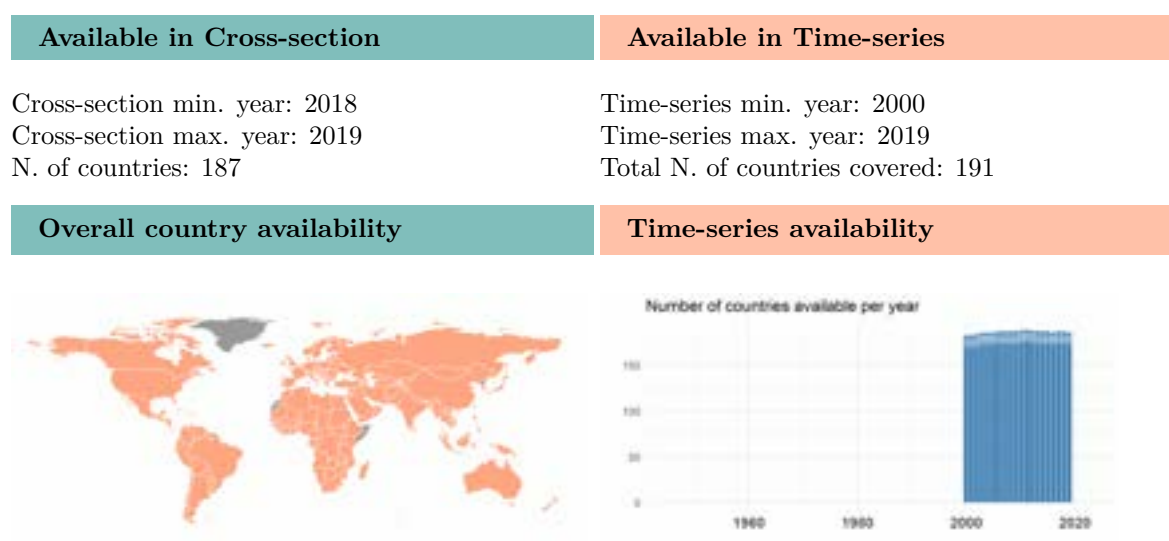 Available in Cross-section
Available in Time-series
Cross-section min. year: 2018
Cross-section max. year: 2019
N. of countries: 187
Time-series min. year: 2000
Time-series max. year: 2019
Total N. of countries covered: 191
Overall country availability
Time-series availability
Number of countries available per year
150
100
50
0
1960
1980
2000
2020